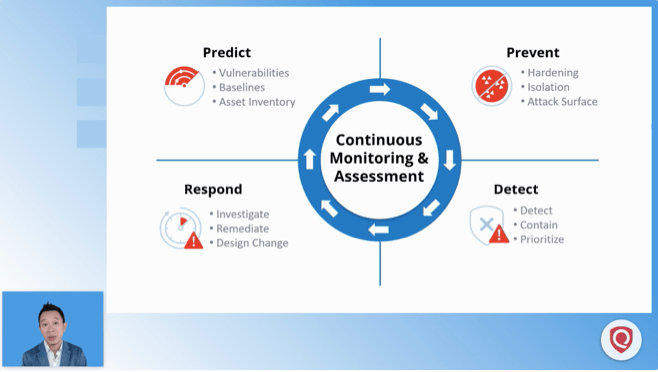 Predict
• Vulnerabilities
• Baselines
• Asset Inventory
Prevent
• Hardening
• Isolation
• Attack Surface
Continuous
Monitoring &
Assessment
Respond
• Investigate
• Remediate
• Design Change
Detect
• Detect
• Contain
• Prioritize